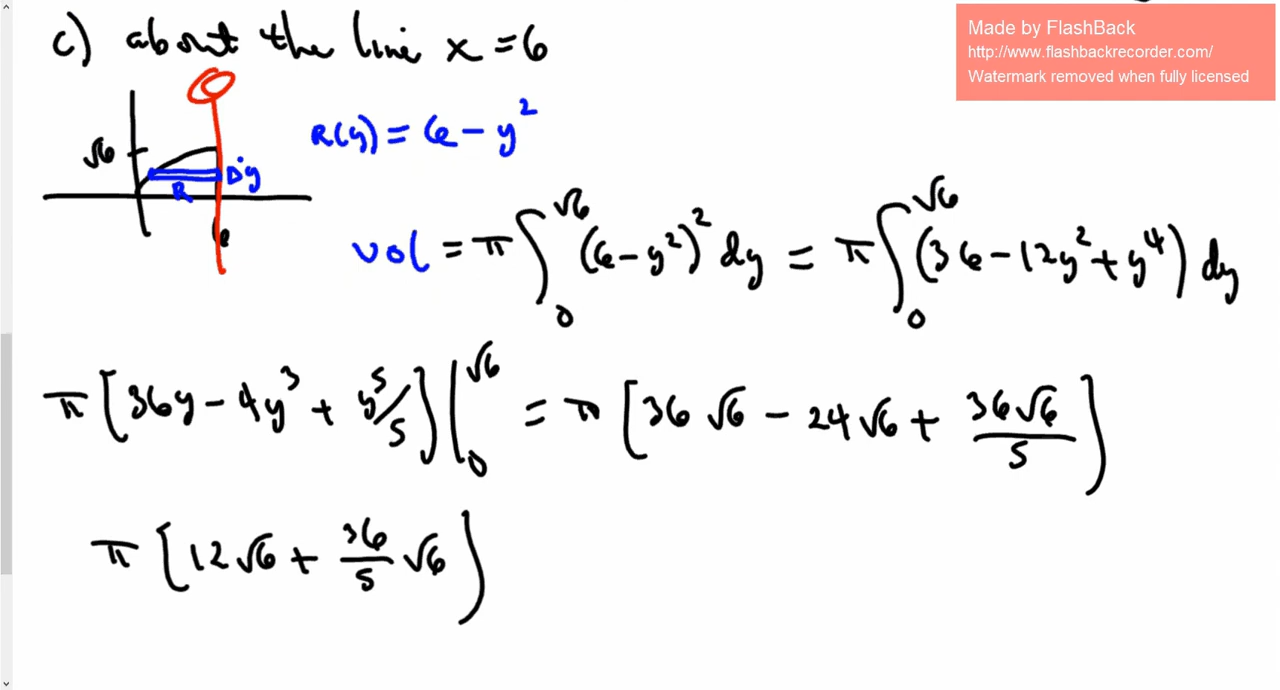 c) about the line x = 6
Made by FlashBack
http://www.flashbackrecorder.com/
Watermark removed when fully licensed
√6
R
Δy
6
R(y) = 6 - y²
vol = π ∫₀^√6 (6 - y²)² dy = π ∫₀^√6 (36 - 12y² + y⁴) dy
π [36y - 4y³ + y⁵/5] |₀^√6 = π [36√6 - 24√6 + 36√6/5]
π [12√6 + 36/5 √6]